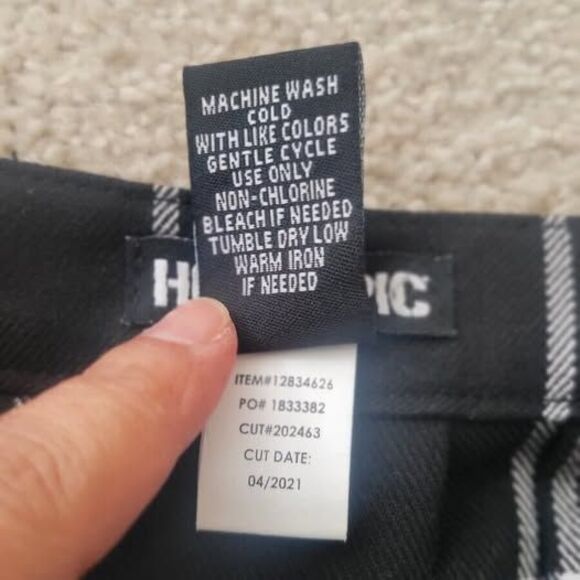 MACHINE WASH
COLD
WITH LIKE COLORS
GENTLE CYCLE
USE ONLY
NON-CHLORINE
BLEACH IF NEEDED
TUMBLE DRY LOW
WARM IRON
IF NEEDED
ITEM#12834626
PO# 1833382
CUT#202463
CUT DATE:
04/2021